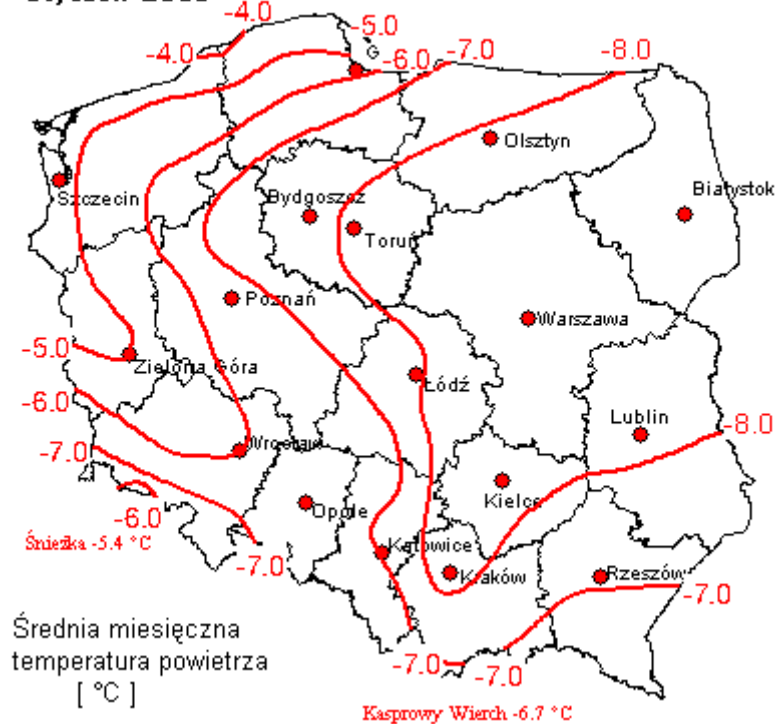 -4.0
-4.0
-5.0
G
-6.0
-7.0
-8.0
Olsztyn
Szczecin
Bydgoszcz
Białystok
Toruń
Poznań
Warszawa
-5.0
Zielona Góra
Łódź
-6.0
Lublin
-8.0
-7.0
Wrocław
-6.0
Opole
Kielce
Śnieżka -5.4 °C
-7.0
Katowice
Kraków
Rzeszów
-7.0
Średnia miesięczna
temperatura powietrza
[ °C ]
-7.0
-7.0
Kasprowy Wierch -6.7 °C